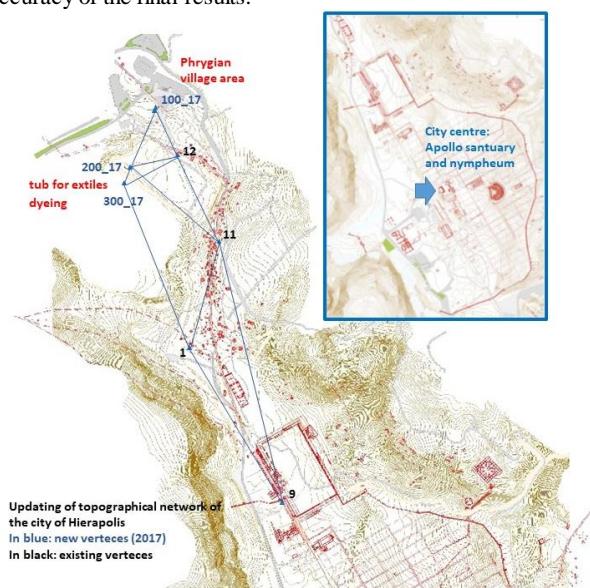 ccuracy of the final results.
Phrygian
village area
100_17
12
200_17
tub for extiles
dyeing
300_17
11
1
9
City centre:
Apollo santuary
and nympheum
Updating of topographical network of
the city of Hierapolis
In blue: new verteces (2017)
In black: existing verteces